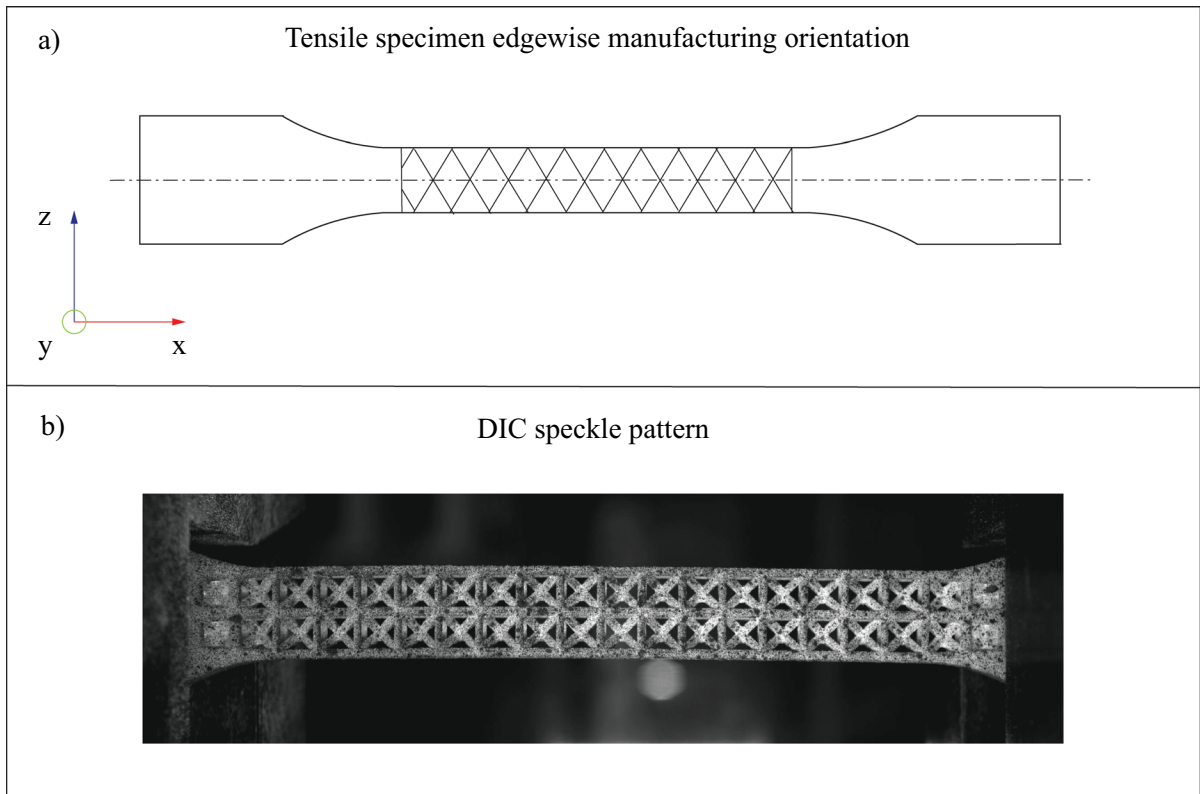 a)
Tensile specimen edgewise manufacturing orientation
z
y
x
b)
DIC speckle pattern